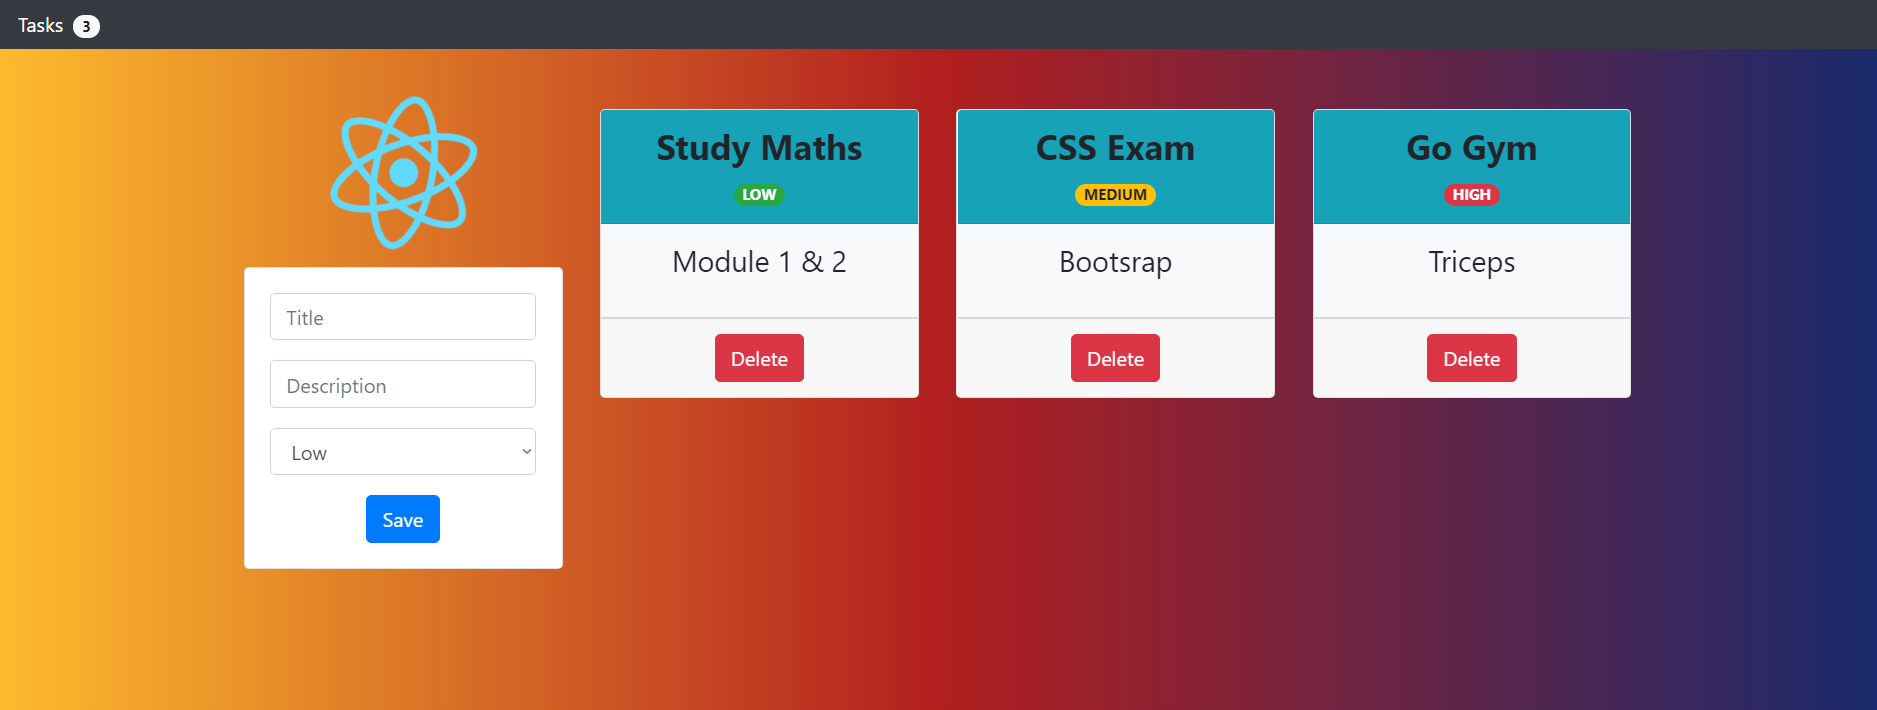 Tasks 3
Title
Description
Low
Save
Study Maths
LOW
Module 1 & 2
Delete
CSS Exam
MEDIUM
Bootsrap
Delete
Go Gym
HIGH
Triceps
Delete